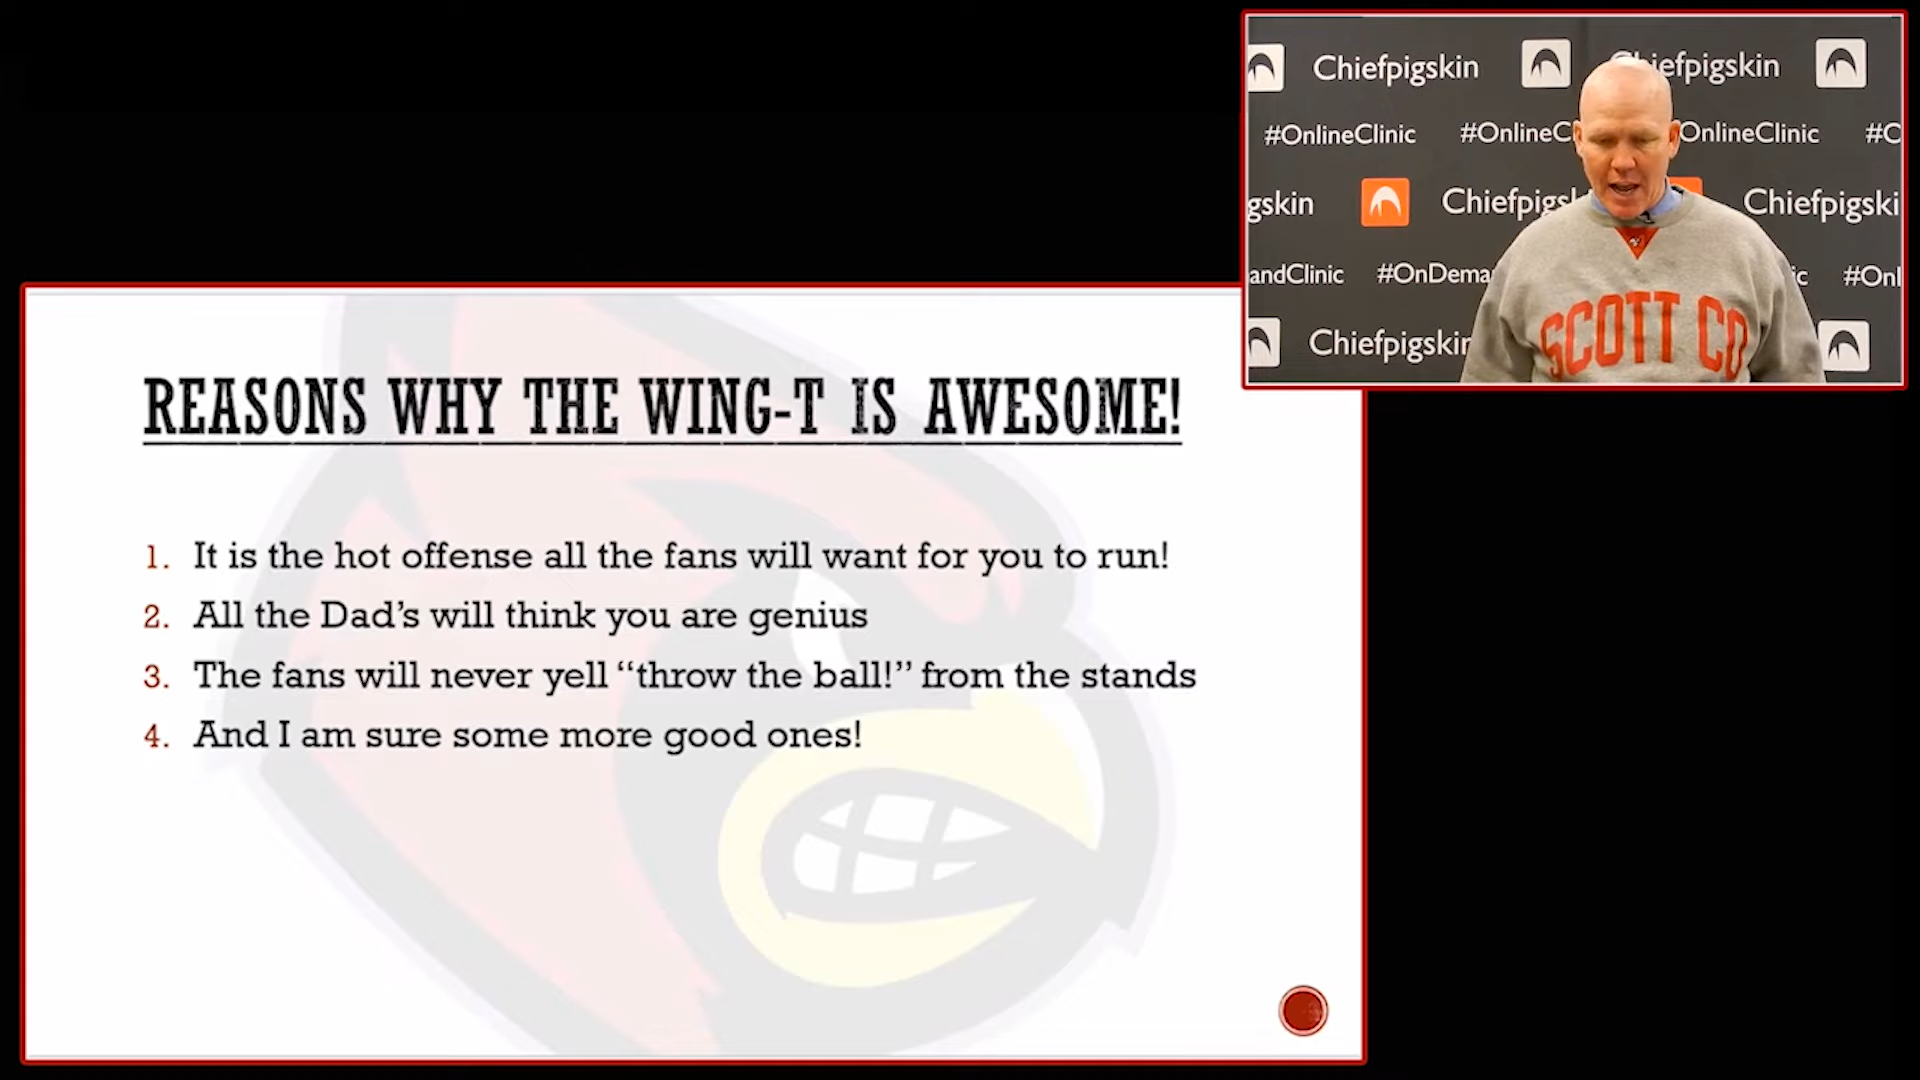 Chiefpigskin Chiefpigskin
#OnlineClinic #OnlineC OnlineClinic #O
gskin Chiefpigsk Chiefpigski
andClinic #OnDema ic #Onl
Chiefpigskin
SCOTT CO
REASONS WHY THE WING-T IS AWESOME!
1. It is the hot offense all the fans will want for you to run!
2. All the Dad’s will think you are genius
3. The fans will never yell “throw the ball!” from the stands
4. And I am sure some more good ones!